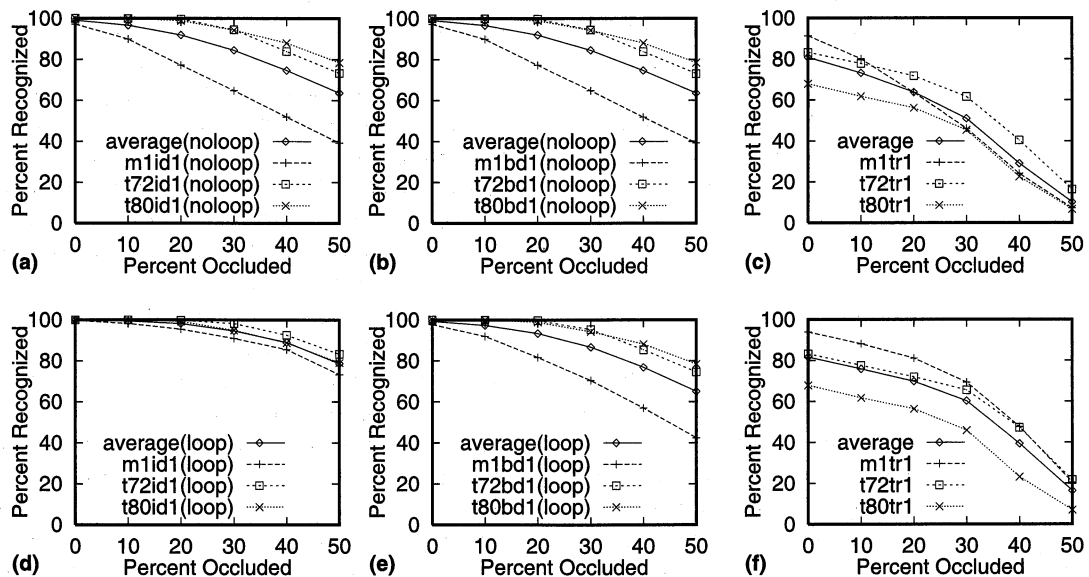 Percent Recognized
100
80
60
40
20
0
average(noloop)
m1id1(noloop)
t72id1(noloop)
t80id1(noloop)
0 10 20 30 40 50
(a) Percent Occluded
Percent Recognized
100
80
60
40
20
0
average(noloop)
m1bd1(noloop)
t72bd1(noloop)
t80bd1(noloop)
0 10 20 30 40 50
(b) Percent Occluded
Percent Recognized
100
80
60
40
20
0
average
m1tr1
t72tr1
t80tr1
0 10 20 30 40 50
(c) Percent Occluded
Percent Recognized
100
80
60
40
20
0
average(loop)
m1id1(loop)
t72id1(loop)
t80id1(loop)
0 10 20 30 40 50
(d) Percent Occluded
Percent Recognized
100
80
60
40
20
0
average(loop)
m1bd1(loop)
t72bd1(loop)
t80bd1(loop)
0 10 20 30 40 50
(e) Percent Occluded
Percent Recognized
100
80
60
40
20
0
average
m1tr1
t72tr1
t80tr1
0 10 20 30 40 50
(f) Percent Occluded